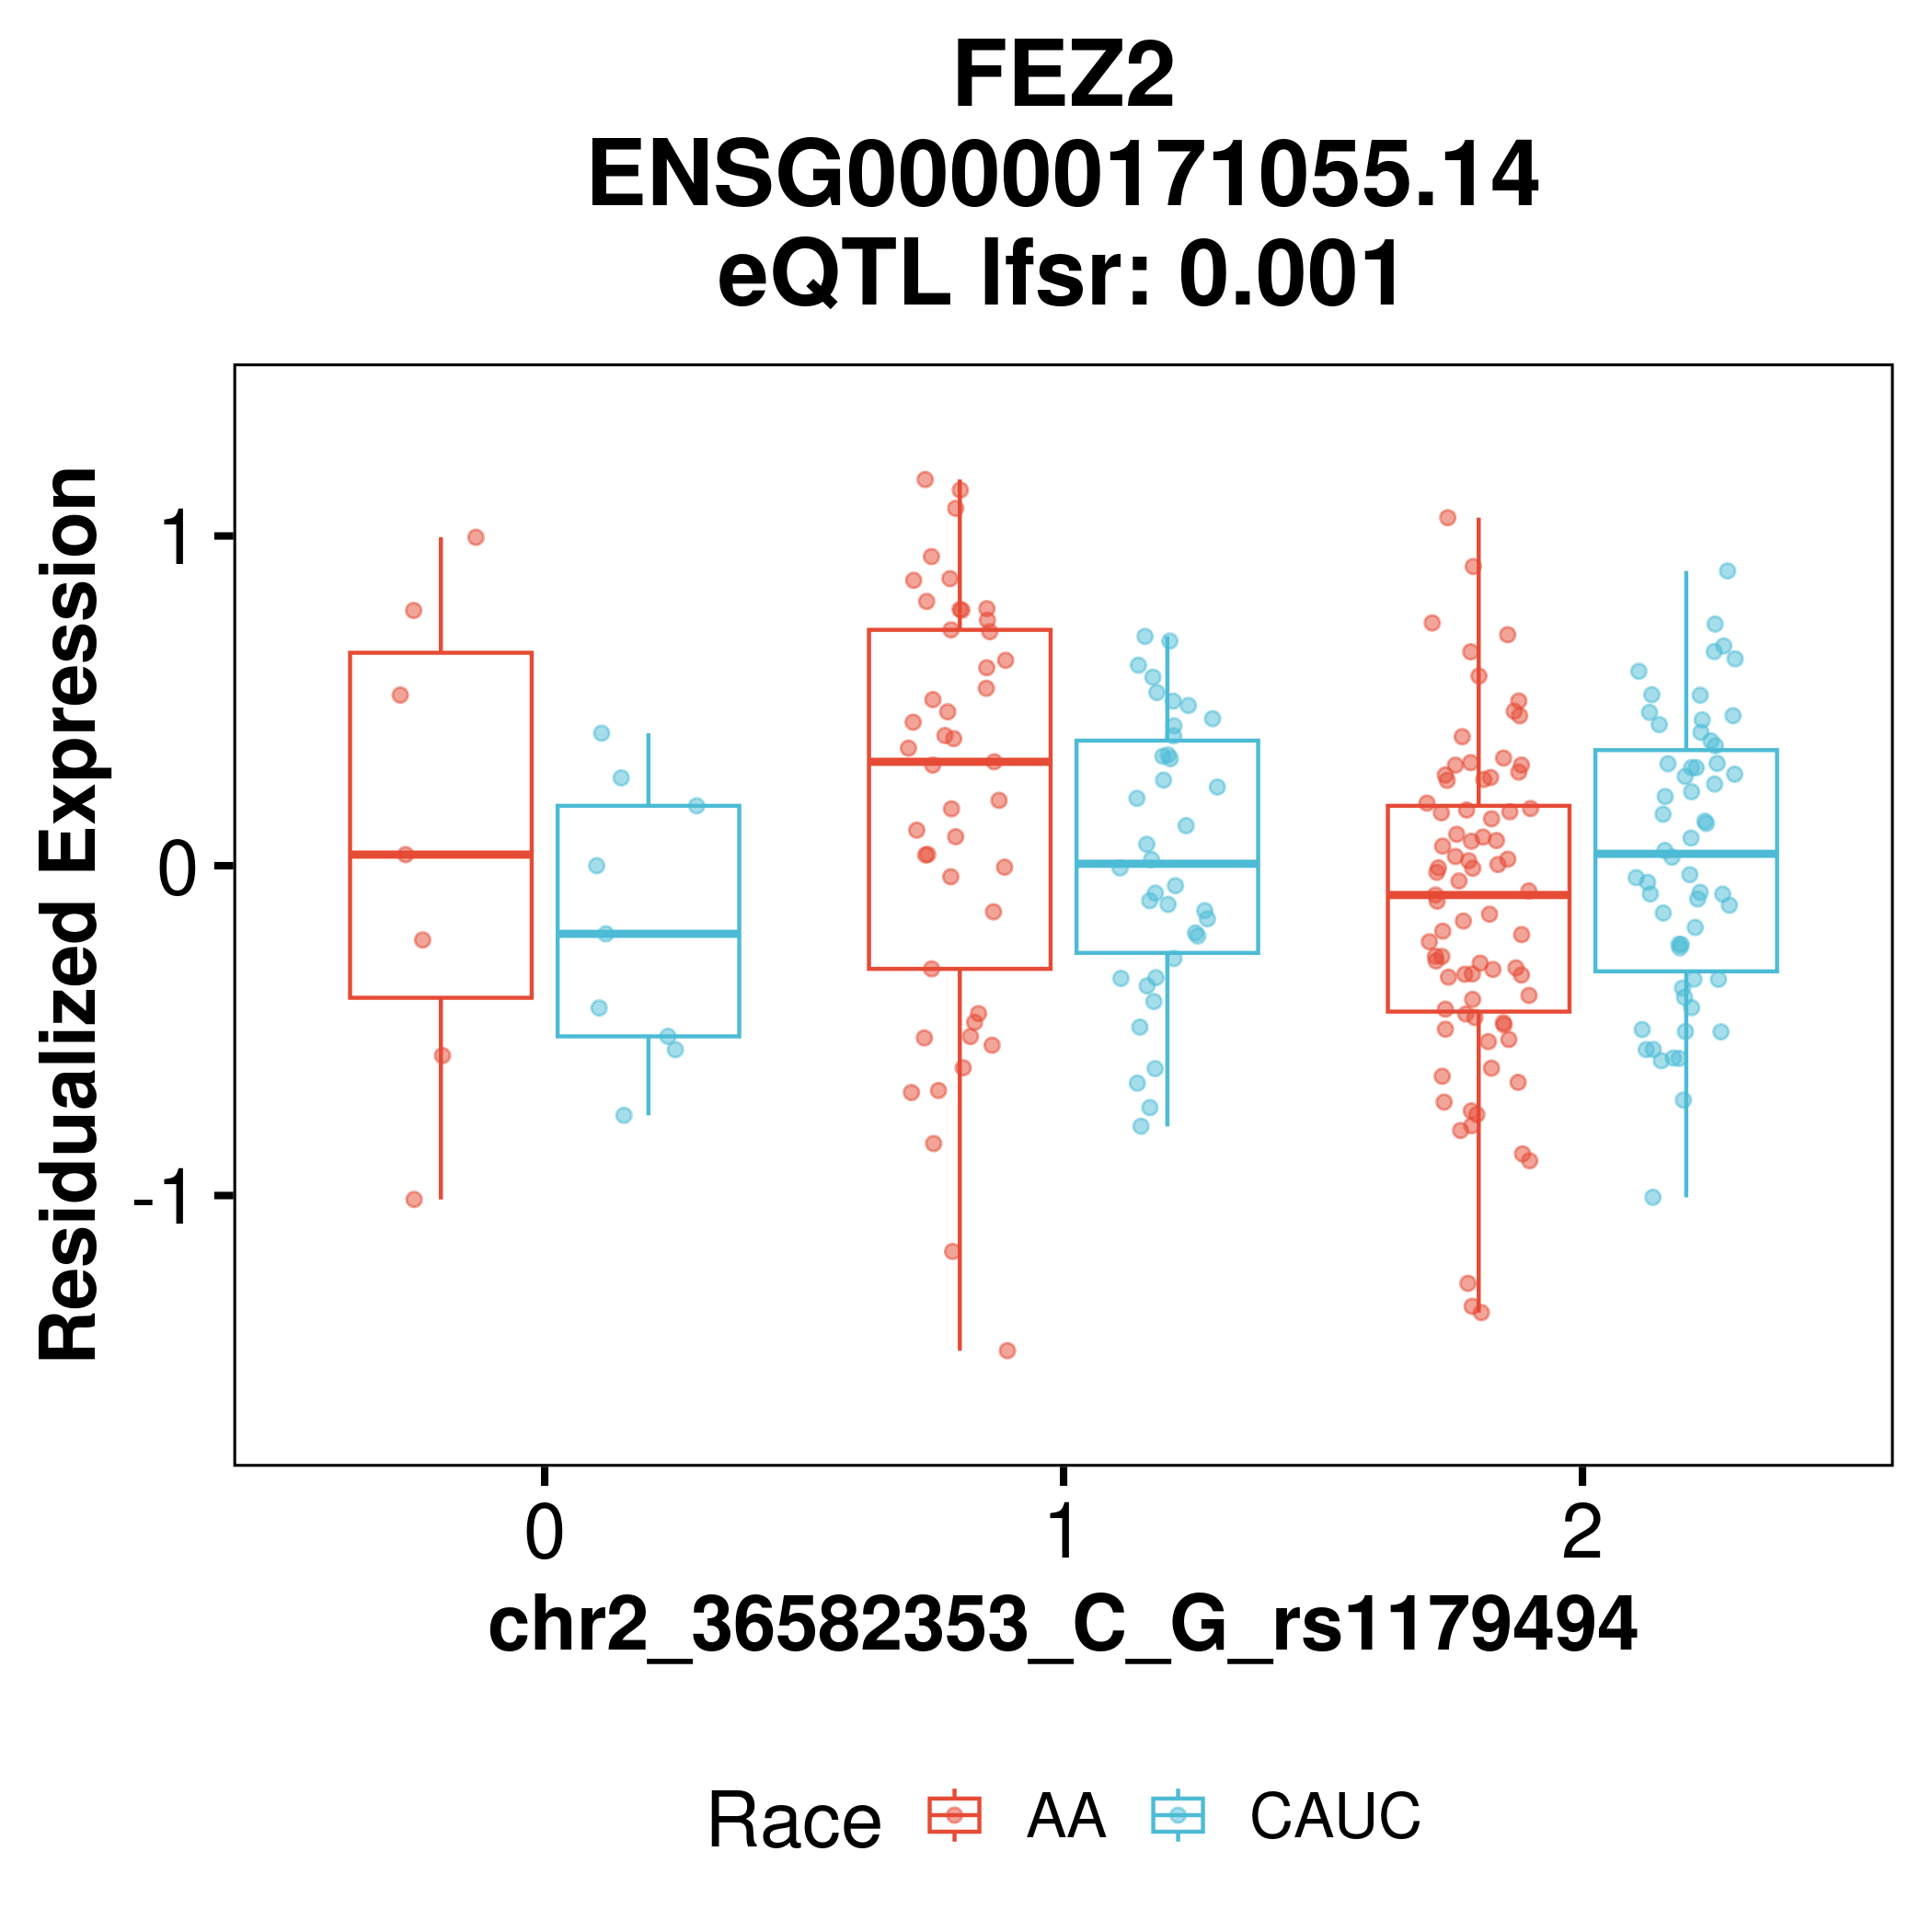 FEZ2
ENSG00000171055.14
eQTL lfsr: 0.001
Residualized Expression
1
0
-1
0 1 2
chr2_36582353_C_G_rs1179494
Race AA CAUC